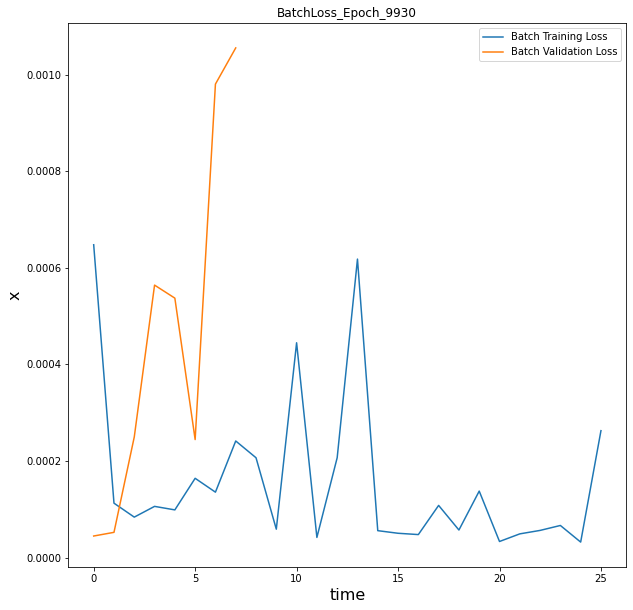 BatchLoss_Epoch_9930
Batch Training Loss
Batch Validation Loss
0.0010
0.0008
0.0006
0.0004
0.0002
0.0000
x
0 5 10 15 20 25
time